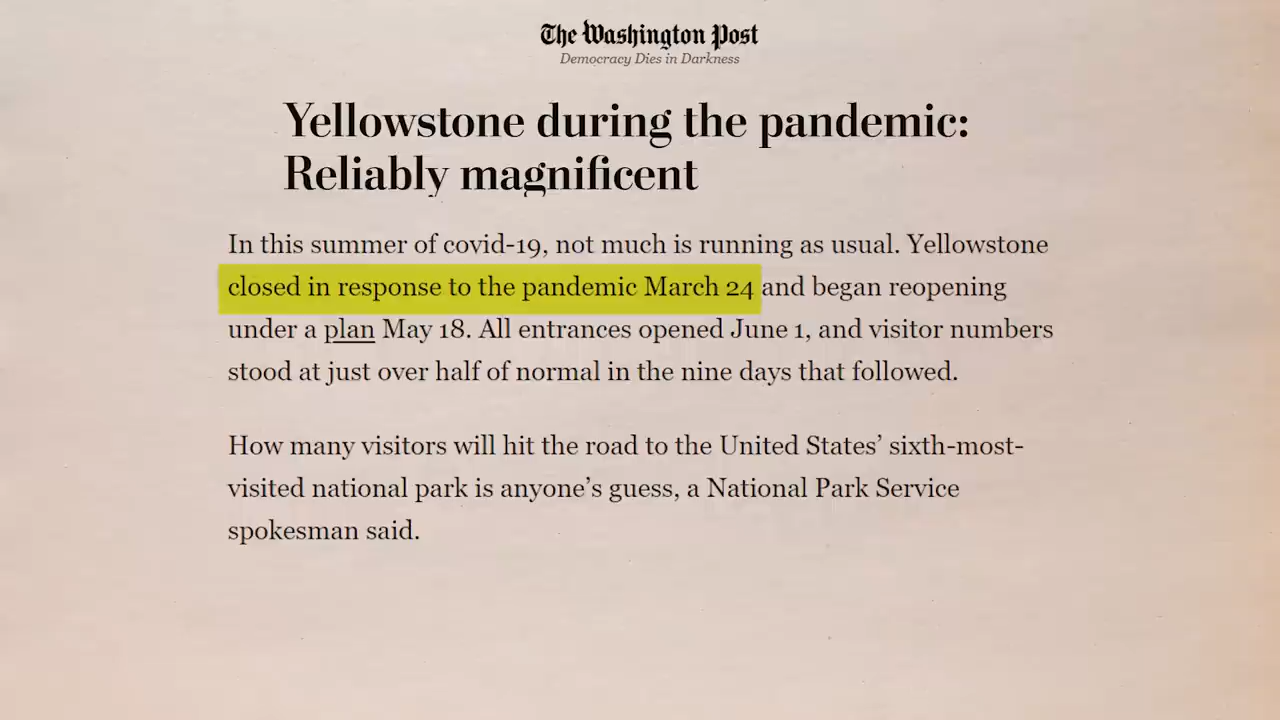 The Washington Post
Democracy Dies in Darkness
Yellowstone during the pandemic:
Reliably magnificent
In this summer of covid-19, not much is running as usual. Yellowstone
closed in response to the pandemic March 24 and began reopening
under a plan May 18. All entrances opened June 1, and visitor numbers
stood at just over half of normal in the nine days that followed.
How many visitors will hit the road to the United States’ sixth-most-
visited national park is anyone’s guess, a National Park Service
spokesman said.